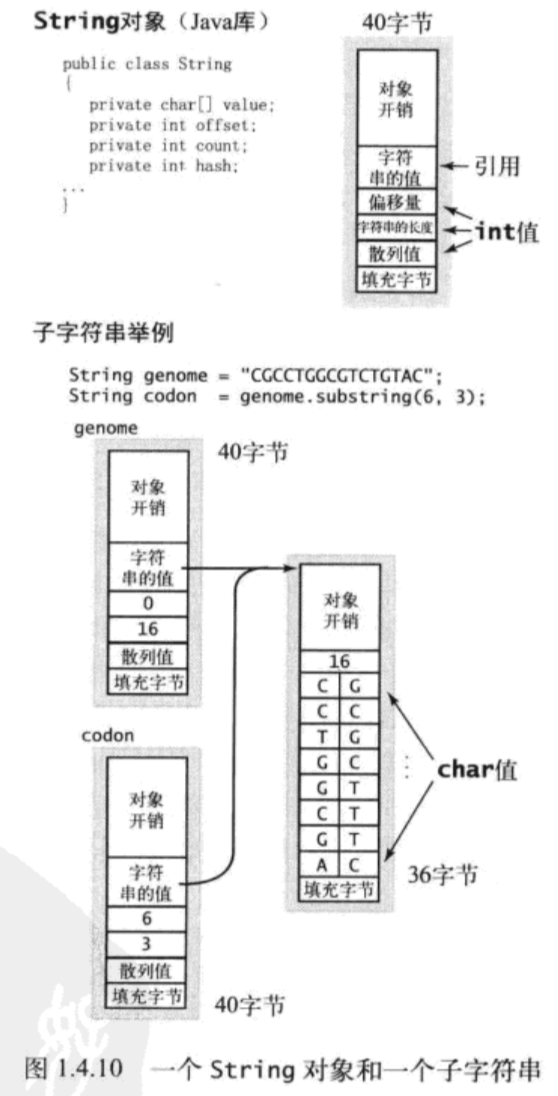 String对象（Java库）
40字节
public class String
{
private char[] value;
private int offset;
private int count;
private int hash;
...
}
对象
开销
字符
串的值
引用
偏移量
字符串的长度
int值
散列值
填充字节
子字符串举例
String genome = "CGCCTGGCGTCTGTAC";
String codon = genome.substring(6, 3);
genome
40字节
对象
开销
字符
串的值
0
16
散列值
填充字节
codon
对象
开销
字符
串的值
6
3
散列值
填充字节
40字节
对象
开销
16
C G
C C
T G
G C
G T
C T
G T
A C
填充字节
⋮
char值
36字节
图 1.4.10 一个 String 对象和一个子字符串